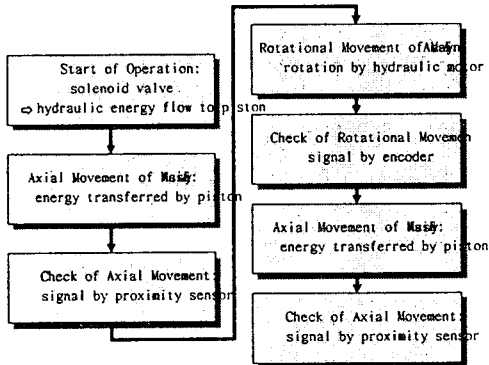 Start of Operation:
solenoid valve
⇨ hydraulic energy flow to piston
Axial Movement of
energy transferred by piston
Check of Axial Movement:
signal by proximity sensor
Rotational Movement of
rotation by hydraulic motor
Check of Rotational Movemen
signal by encoder
Axial Movement of
energy transferred by piston
Check of Axial Movement:
signal by proximity sensor